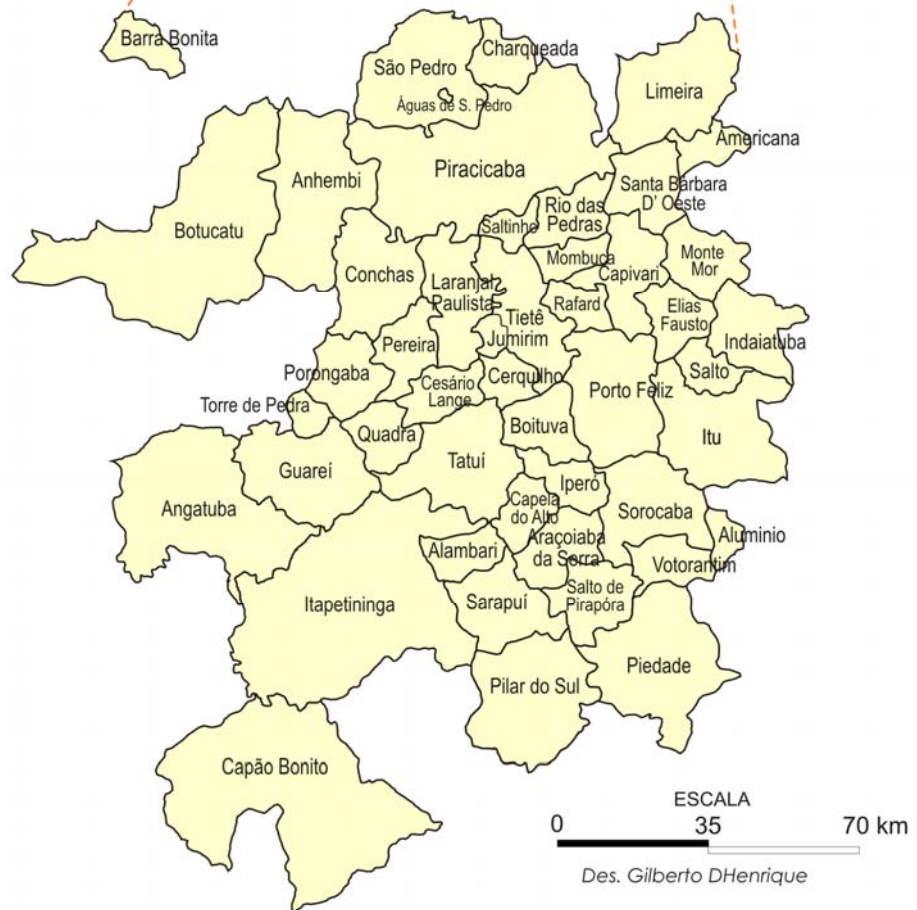 Barra Bonita
Charqueada
São Pedro
Águas de S. Pedro
Limeira
Americana
Piracicaba
Anhembi
Santa Bárbara
D' Oeste
Rio das
Pedras
Botucatu
Saltinho
Mombuca
Monte
Mor
Conchas
Capivari
Laranjal
Paulista
Rafard
Elias
Fausto
Tietê
Jumirim
Indaiatuba
Pereira
Porongaba
Salto
Cesário
Lange
Cerquilho
Porto Feliz
Torre de Pedra
Boituva
Quadra
Itu
Guareí
Tatuí
Iperó
Angatuba
Capela
do Alto
Sorocaba
Araçoiaba
da Serra
Aluminio
Alambari
Votorantim
Itapetininga
Sarapuí
Salto de
Pirapóra
Piedade
Pilar do Sul
Capão Bonito
ESCALA
0 35 70 km
Des. Gilberto DHenrique